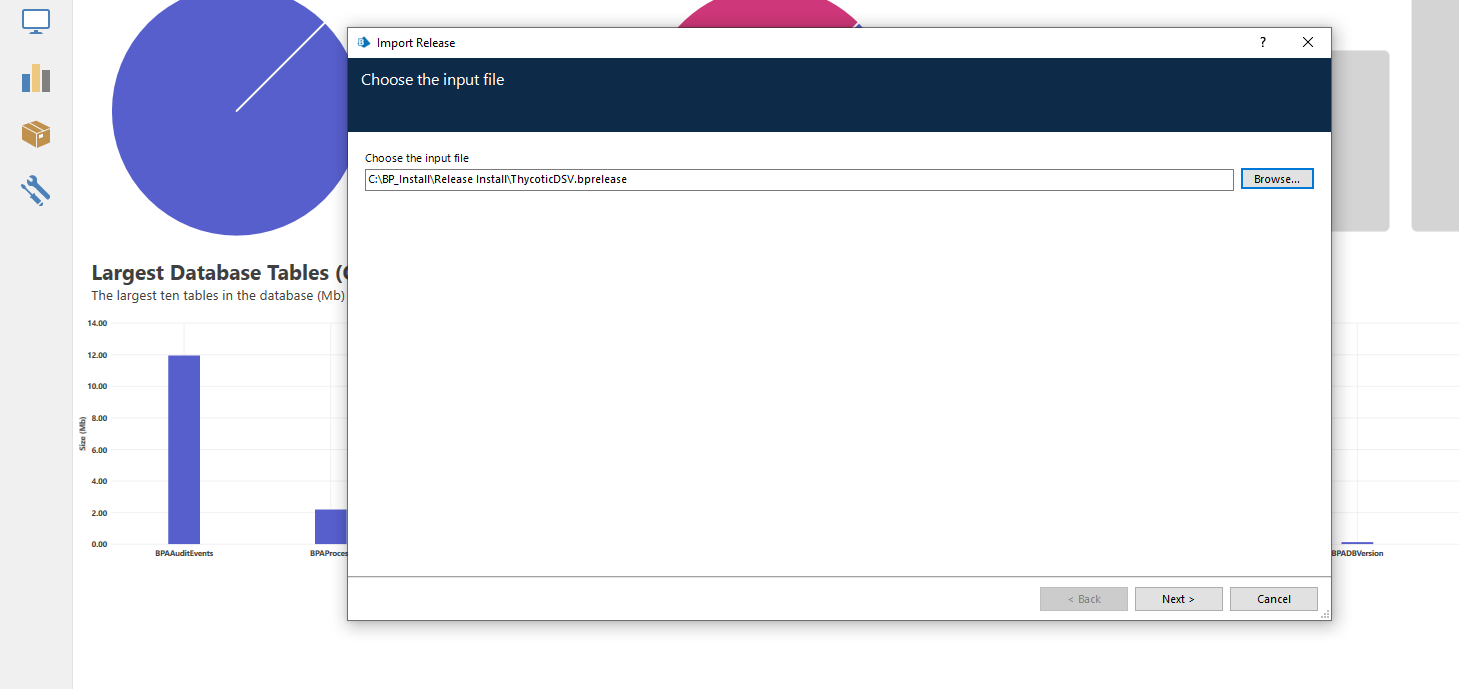 Import Release
?
Choose the input file
Choose the input file
C:\BP_Install\Release Install\ThycoticDSV.bprelease
Browse...
Largest Database Tables (
The largest ten tables in the database (Mb)
Size (Mb)
14.00
12.00
10.00
8.00
6.00
4.00
2.00
0.00
BPAAuditEvents
BPAProces
BPADBVersion
< Back
Next >
Cancel